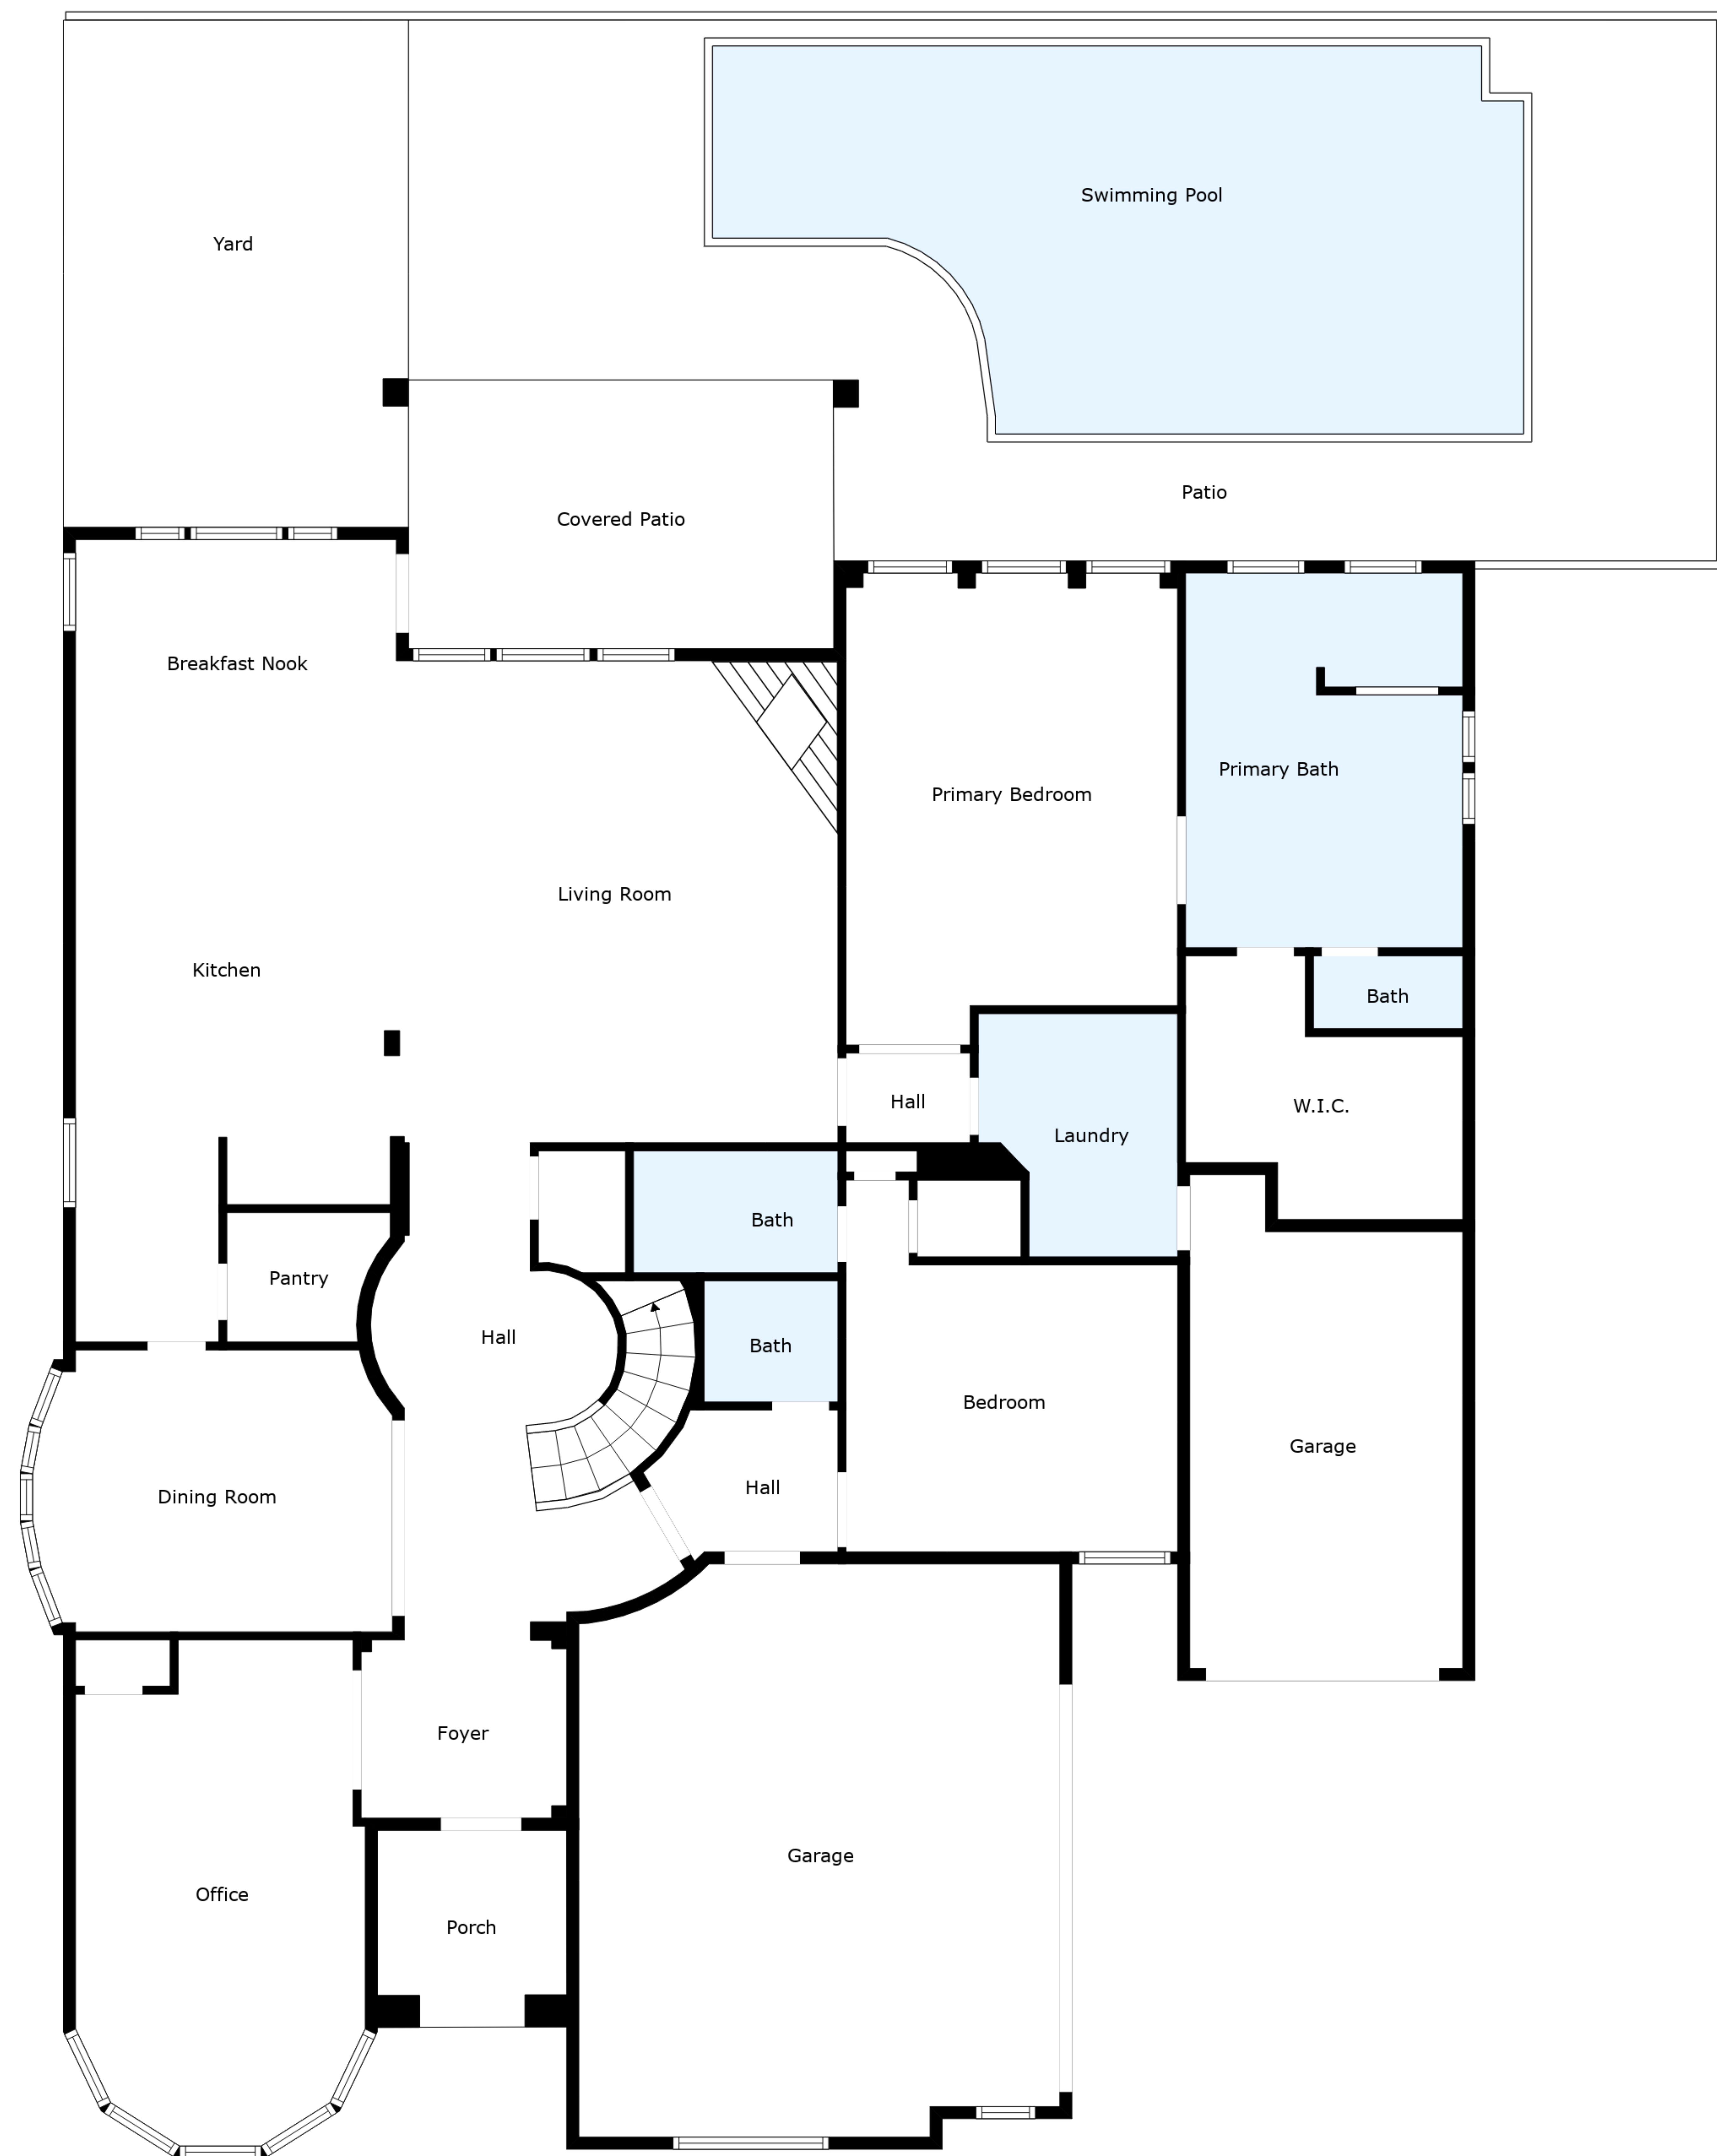 Swimming Pool
Yard
Patio
Covered Patio
Breakfast Nook
Primary Bath
Primary Bedroom
Living Room
Kitchen
Bath
Hall
W.I.C.
Laundry
Bath
Pantry
Hall
Bath
Bedroom
Garage
Hall
Dining Room
Foyer
Garage
Office
Porch